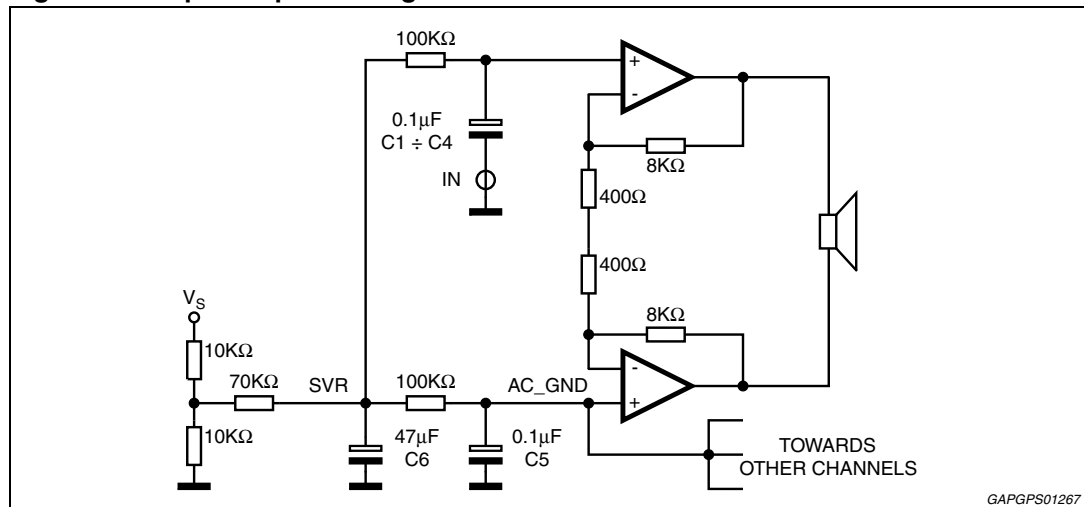 100KΩ
+
-
0.1µF
C1 ÷ C4
IN
8KΩ
400Ω
400Ω
8KΩ
VS
10KΩ
70KΩ
SVR
100KΩ
AC_GND
-
+
10KΩ
47µF
C6
0.1µF
C5
TOWARDS
OTHER CHANNELS
GAPGPS01267